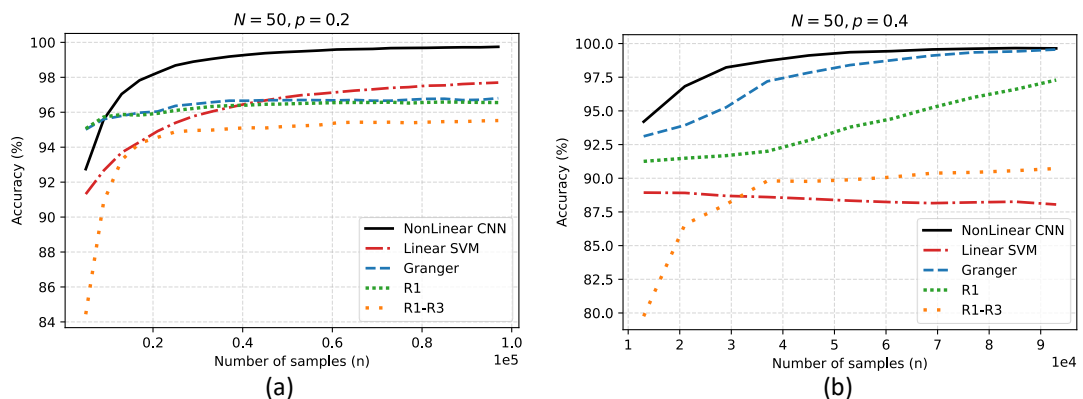 N = 50, p = 0.2
Accuracy (%)
100
98
96
94
92
90
88
86
84
NonLinear CNN
Linear SVM
Granger
R1
R1-R3
0.2 0.4 0.6 0.8 1.0
1e5
Number of samples (n)
(a)
N = 50, p = 0.4
Accuracy (%)
100.0
97.5
95.0
92.5
90.0
87.5
85.0
82.5
80.0
NonLinear CNN
Linear SVM
Granger
R1
R1-R3
1 2 3 4 5 6 7 8 9
1e4
Number of samples (n)
(b)